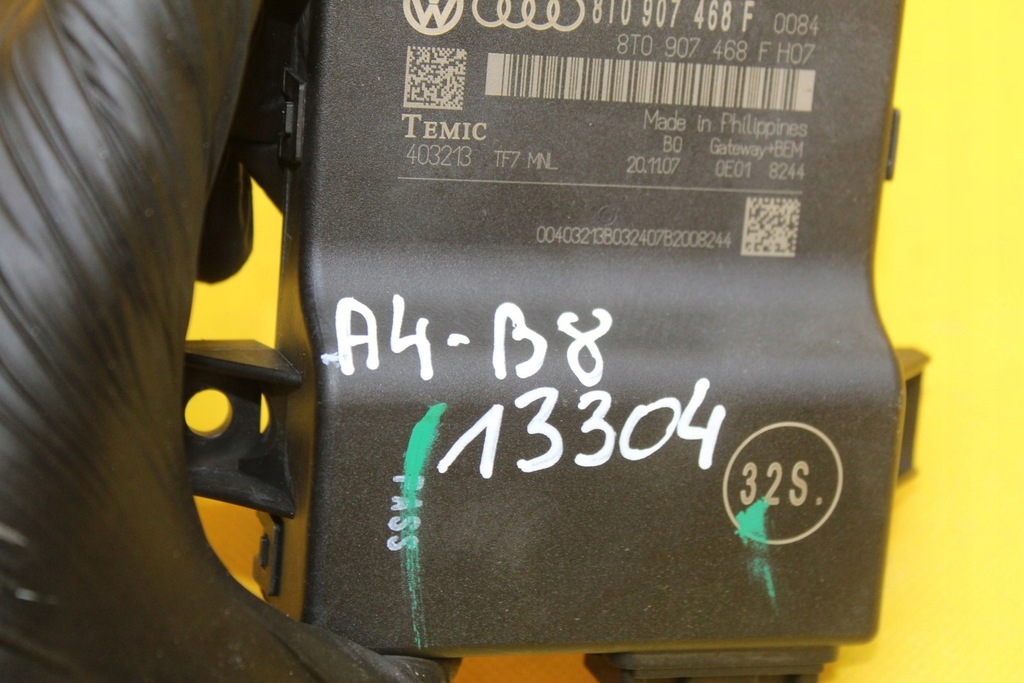 8T0 907 468 F 0084
8T0 907 468 F H07
TEMIC
Made in Philippines
B0 Gateway+BEM
403213 TF7 MNL 20.11.07 0E01 8244
00403213B032407B2008244
A4-B8
13304
PASS
32S.